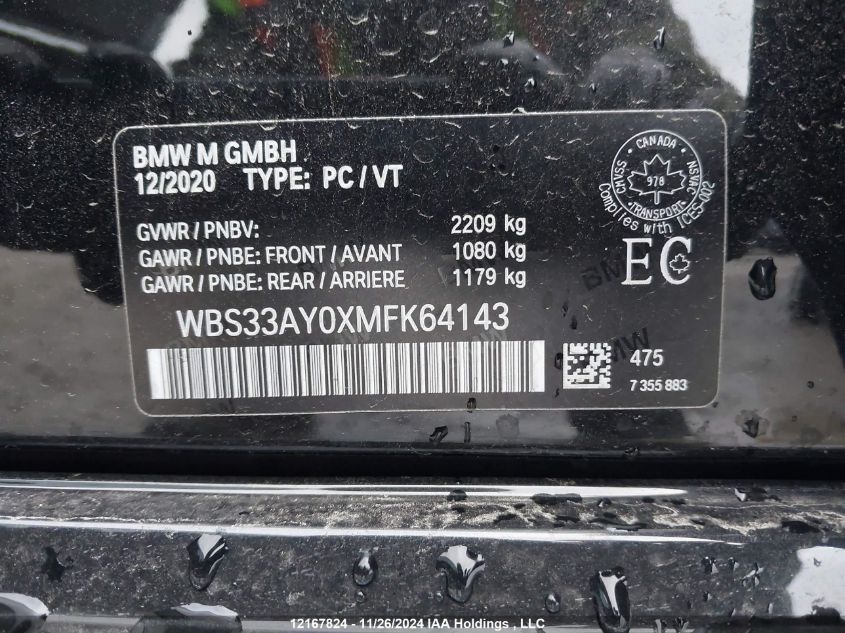 BMW M GMBH
12/2020 TYPE: PC / VT
GVWR / PNBV: 2209 kg
GAWR / PNBE: FRONT / AVANT 1080 kg
GAWR / PNBE: REAR / ARRIERE 1179 kg
WBS33AY0XMFK64143
475
7 355 883
CANADA
CMVSS NSVAC
978
TRANSPORT
Complies with ICES-002
EC
BMW
BMW
12167824 - 11/26/2024 IAA Holdings , LLC